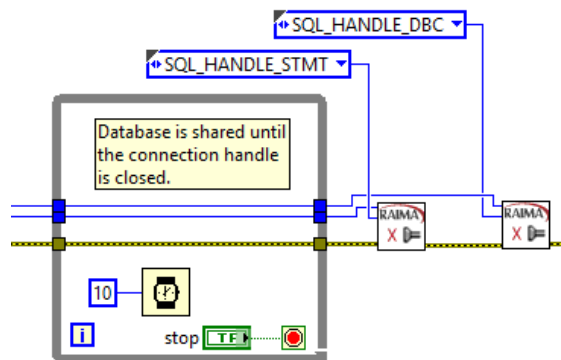 SQL_HANDLE_DBC
SQL_HANDLE_STMT
Database is shared until
the connection handle
is closed.
RAIMA
X
RAIMA
X
10
i
stop
TF